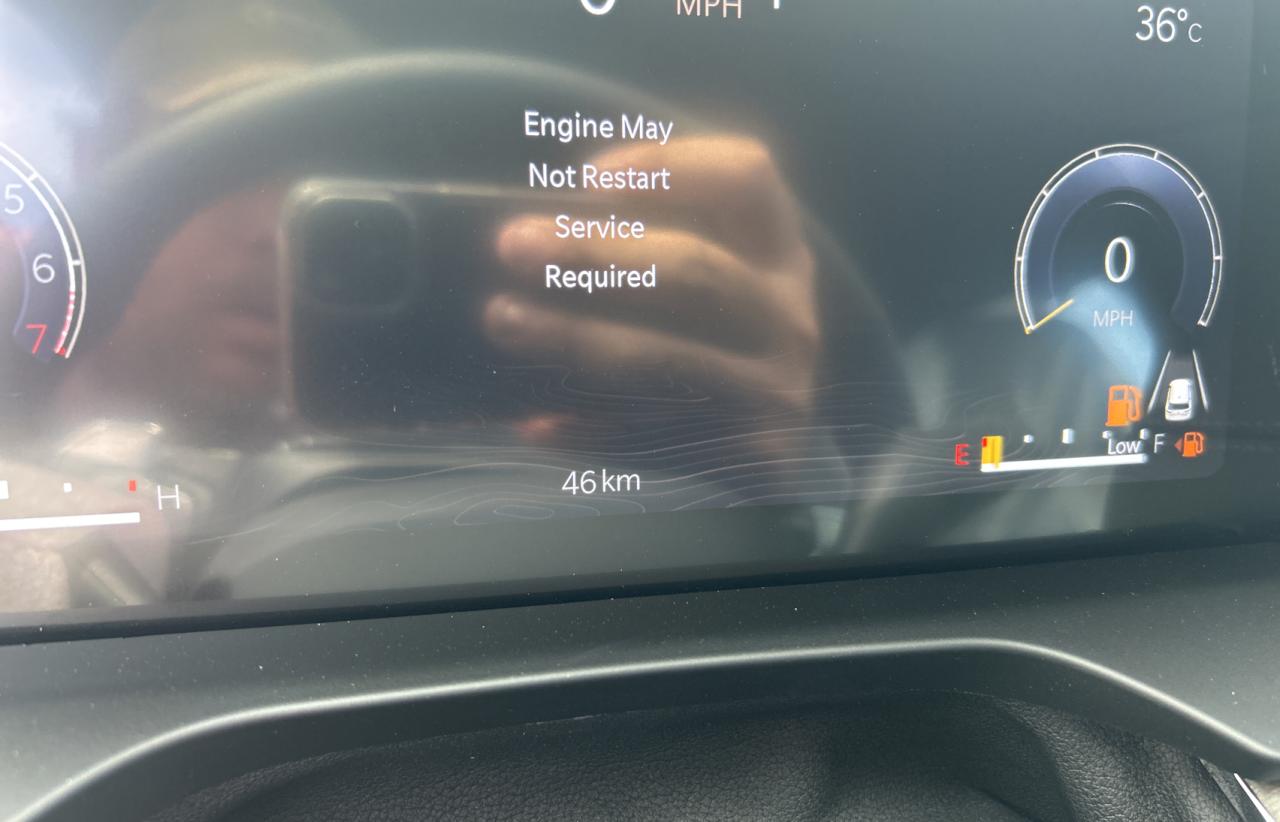 MPH
36°C
Engine May
Not Restart
Service
Required
5
6
7
0
MPH
E
Low
F
46 km
H